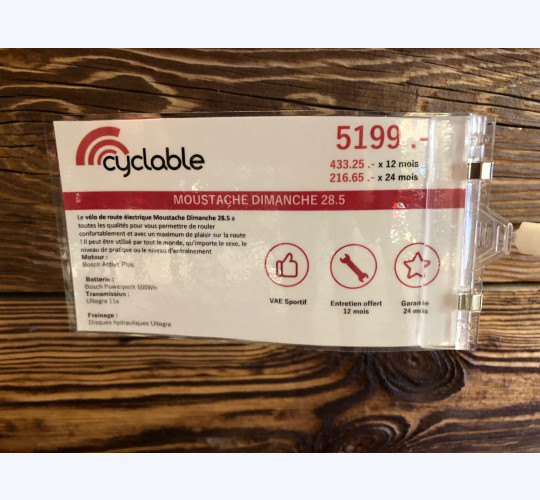 cyclable
5199 .-
433.25 .- x 12 mois
216.65 .- x 24 mois
MOUSTACHE DIMANCHE 28.5
Le vélo de route électrique Moustache Dimanche 28.5 a
toutes les qualités pour vous permettre de rouler
confortablement et avec un maximum de plaisir sur la route
! Il peut être utilisé par tout le monde, qu'importe le sexe, le
niveau de pratique ou le niveau d'entraînement
Moteur :
Bosch Active Plus
Batterie :
Bosch Powerpack 500Wh
Transmission :
Ultegra 11s
Freinage :
Disques hydrauliques Ultegra
VAE Sportif
Entretien offert
12 mois
Garantie
24 mois